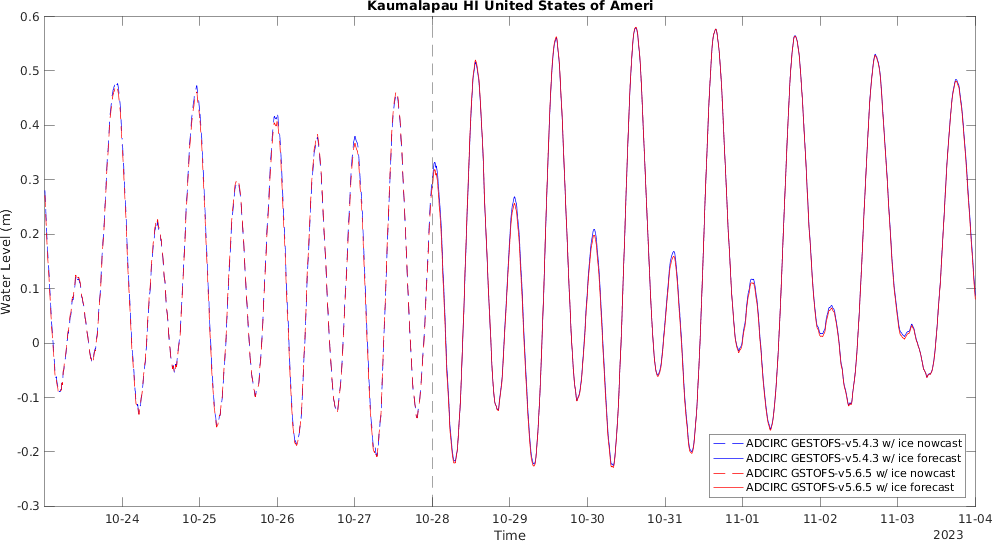 Kaumalapau HI United States of Ameri
0.6
0.5
0.4
0.3
0.2
0.1
0
-0.1
-0.2
-0.3
Water Level (m)
ADCIRC GESTOFS-v5.4.3 w/ ice nowcast
ADCIRC GESTOFS-v5.4.3 w/ ice forecast
ADCIRC GSTOFS-v5.6.5 w/ ice nowcast
ADCIRC GSTOFS-v5.6.5 w/ ice forecast
10-24 10-25 10-26 10-27 10-28 10-29 10-30 10-31 11-01 11-02 11-03 11-04
Time 2023